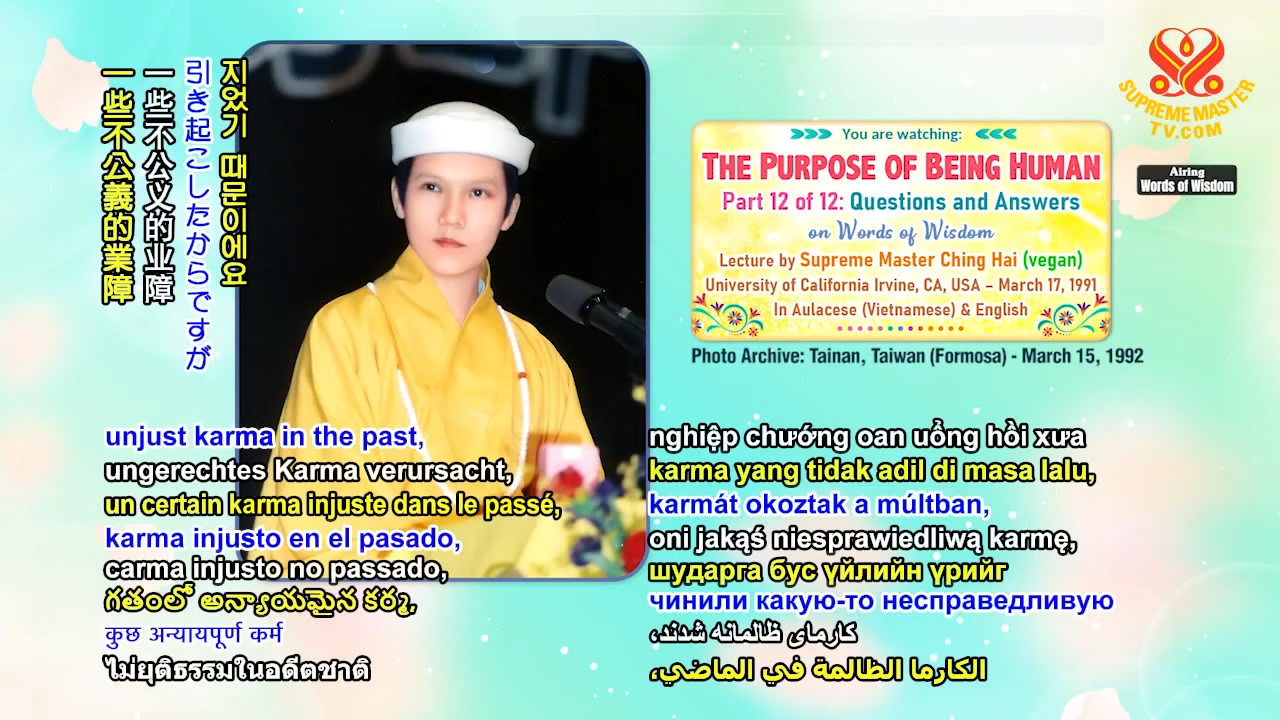 지었기 때문이에요
引き起こしたからですが
一些不公义的业障
一些不公義的業障
SUPREME MASTER
TV.COM
Airing
Words of Wisdom
You are watching:
THE PURPOSE OF BEING HUMAN
Part 12 of 12: Questions and Answers
on Words of Wisdom
Lecture by Supreme Master Ching Hai (vegan)
University of California Irvine, CA, USA – March 17, 1991
In Aulacese (Vietnamese) & English
Photo Archive: Tainan, Taiwan (Formosa) - March 15, 1992
unjust karma in the past,
ungerechtes Karma verursacht,
un certain karma injuste dans le passé,
karma injusto en el pasado,
carma injusto no passado,
గతంలో అన్యాయమైన కర్మ,
कुछ अन्यायपूर्ण कर्म
ไม่ยุติธรรมในอดีตชาติ
nghiệp chướng oan uổng hồi xưa
karma yang tidak adil di masa lalu,
karmát okoztak a múltban,
oni jakąś niesprawiedliwą karmę,
шударга бус үйлийн үрийг
чинили какую-то несправедливую
کارمای ظالمانه شدند،
الكارما الظالمة في الماضي،